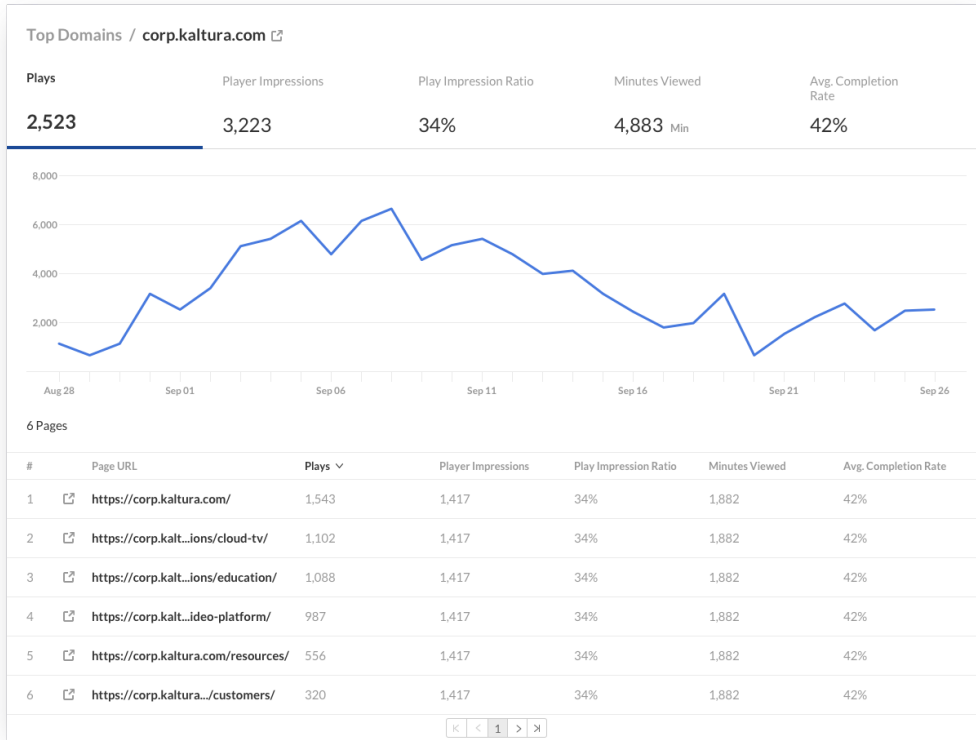 Top Domains / corp.kaltura.com
Plays Player Impressions Play Impression Ratio Minutes Viewed Avg. Completion Rate
2,523 3,223 34% 4,883 Min 42%
8,000
6,000
4,000
2,000
Aug 28 Sep 01 Sep 06 Sep 11 Sep 16 Sep 21 Sep 26
6 Pages
# Page URL Plays Player Impressions Play Impression Ratio Minutes Viewed Avg. Completion Rate
1 https://corp.kaltura.com/ 1,543 1,417 34% 1,882 42%
2 https://corp.kalt...ions/cloud-tv/ 1,102 1,417 34% 1,882 42%
3 https://corp.kalt...ions/education/ 1,088 1,417 34% 1,882 42%
4 https://corp.kalt...ideo-platform/ 987 1,417 34% 1,882 42%
5 https://corp.kaltura.com/resources/ 556 1,417 34% 1,882 42%
6 https://corp.kaltura.../customers/ 320 1,417 34% 1,882 42%
1